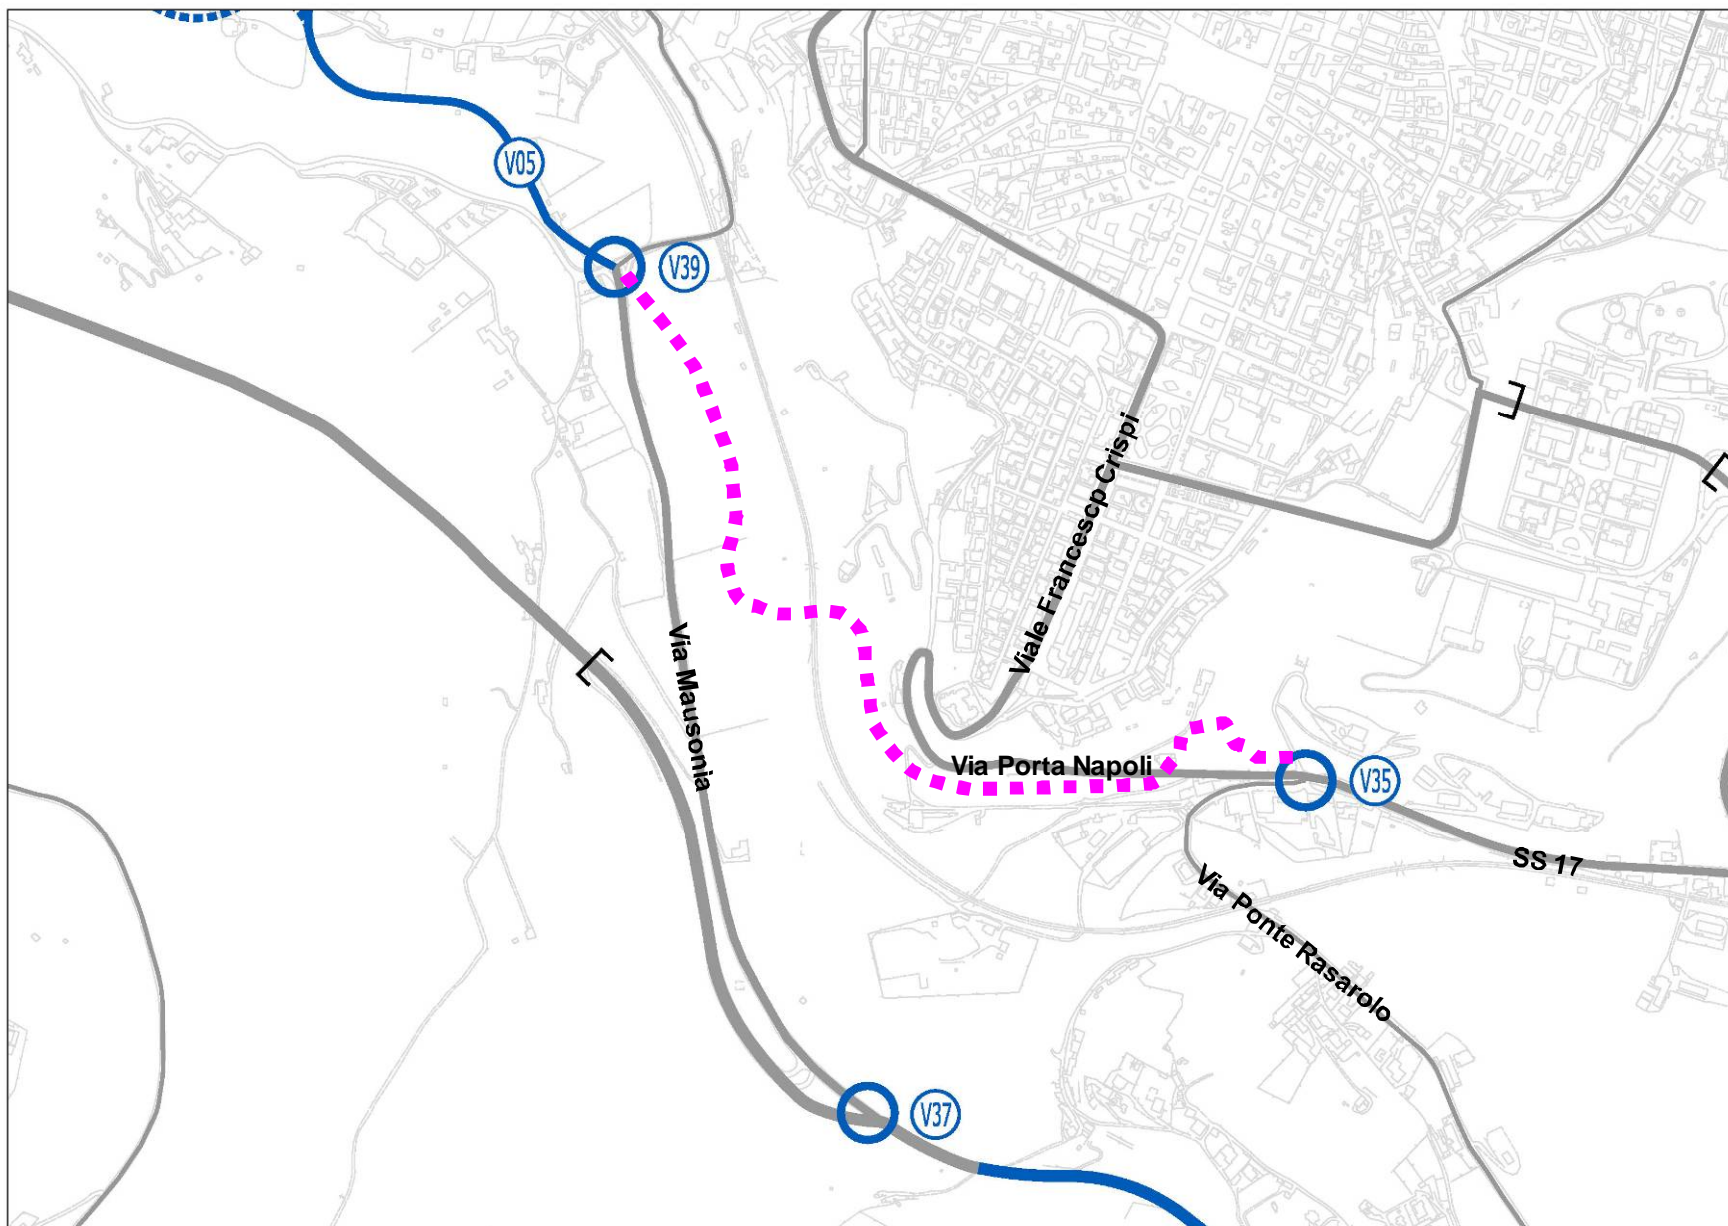 V05
V39
Viale Francescp Crispi
Via Mausonia
Via Porta Napoli
V35
SS 17
Via Ponte Rasarolo
V37